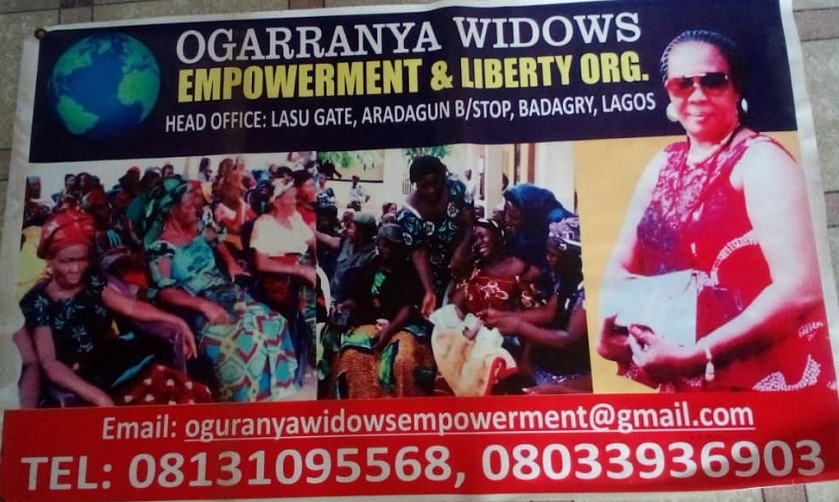 OGARRANYA WIDOWS
EMPOWERMENT & LIBERTY ORG.
HEAD OFFICE: LASU GATE, ARADAGUN B/STOP, BADAGRY, LAGOS
Email: oguranyawidowsempowerment@gmail.com
TEL: 08131095568, 08033936903